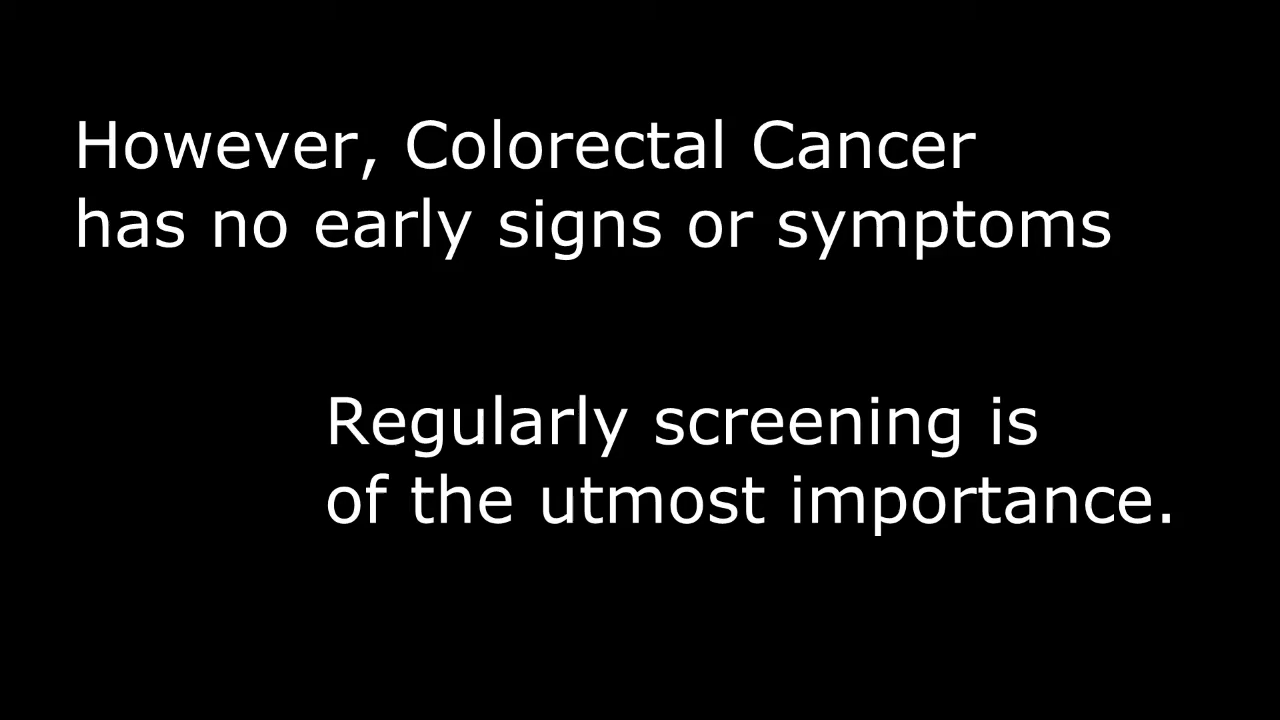 However, Colorectal Cancer
has no early signs or symptoms
Regularly screening is
of the utmost importance.